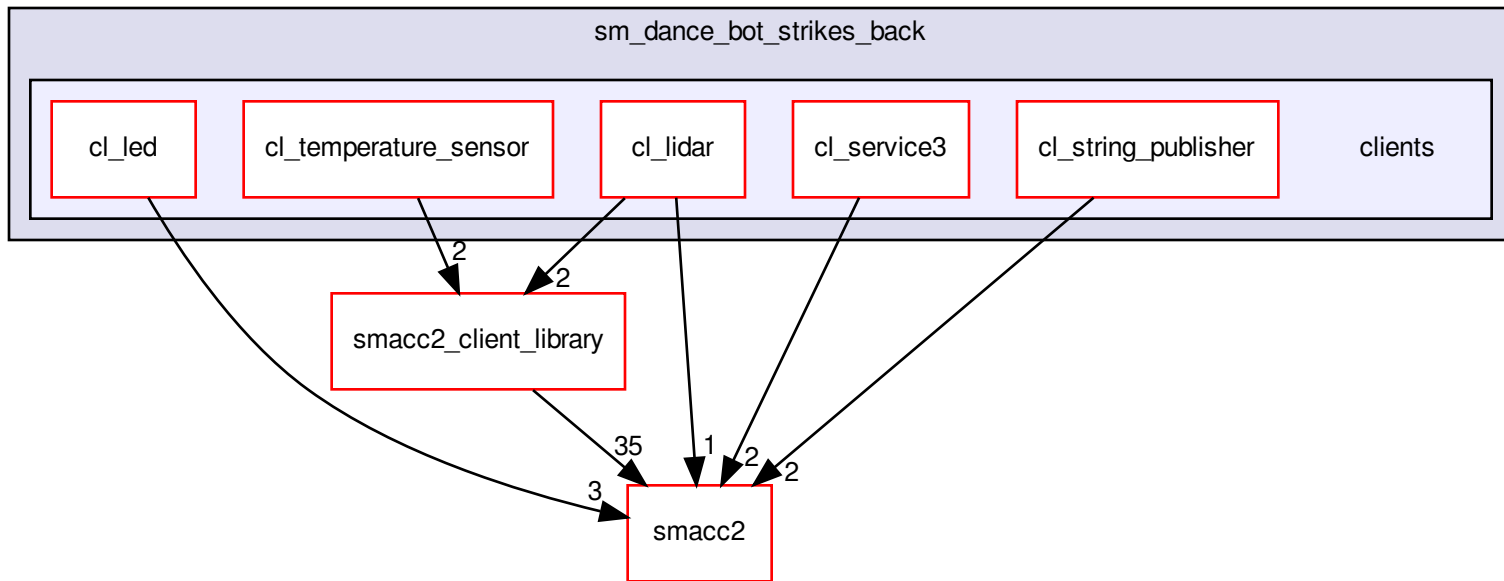 sm_dance_bot_strikes_back
cl_led
cl_temperature_sensor
cl_lidar
cl_service3
cl_string_publisher
clients
2
2
smacc2_client_library
35
1
2
2
3
smacc2